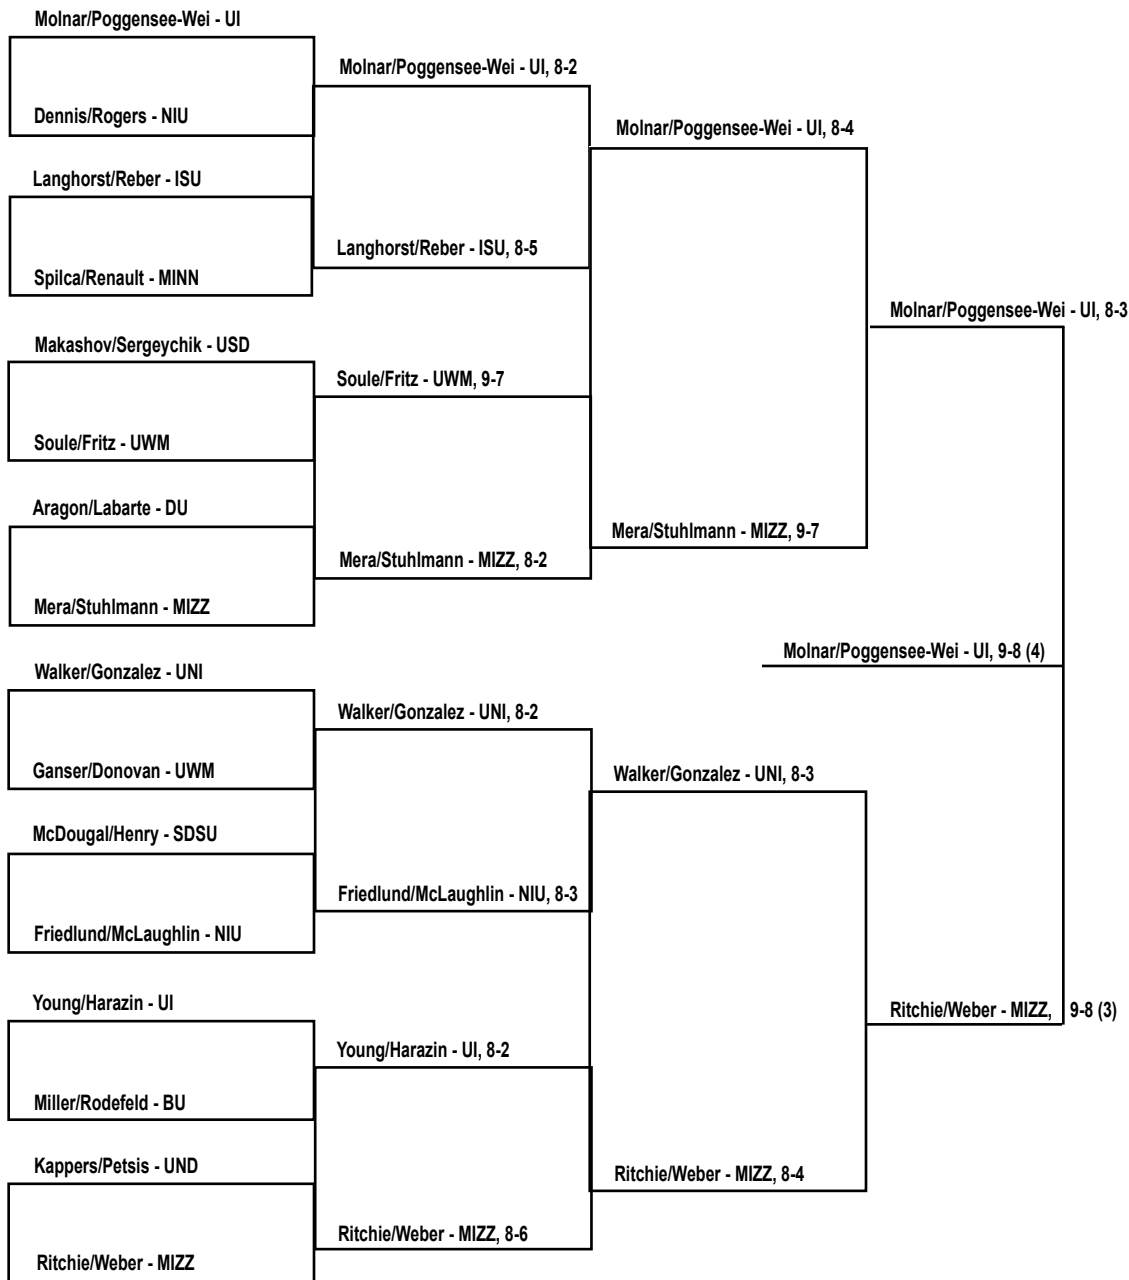 Molnar/Poggensee-Wei - UI
Dennis/Rogers - NIU
Langhorst/Reber - ISU
Spilca/Renault - MINN
Makashov/Sergeychik - USD
Soule/Fritz - UWM
Aragon/Labarte - DU
Mera/Stuhlmann - MIZZ
Walker/Gonzalez - UNI
Ganser/Donovan - UWM
McDougal/Henry - SDSU
Friedlund/McLaughlin - NIU
Young/Harazin - UI
Miller/Rodefeld - BU
Kappers/Petsis - UND
Ritchie/Weber - MIZZ
Molnar/Poggensee-Wei - UI, 8-2
Langhorst/Reber - ISU, 8-5
Soule/Fritz - UWM, 9-7
Mera/Stuhlmann - MIZZ, 8-2
Walker/Gonzalez - UNI, 8-2
Friedlund/McLaughlin - NIU, 8-3
Young/Harazin - UI, 8-2
Ritchie/Weber - MIZZ, 8-6
Molnar/Poggensee-Wei - UI, 8-4
Mera/Stuhlmann - MIZZ, 9-7
Walker/Gonzalez - UNI, 8-3
Ritchie/Weber - MIZZ, 8-4
Molnar/Poggensee-Wei - UI, 8-3
Ritchie/Weber - MIZZ, 9-8 (3)
Molnar/Poggensee-Wei - UI, 9-8 (4)